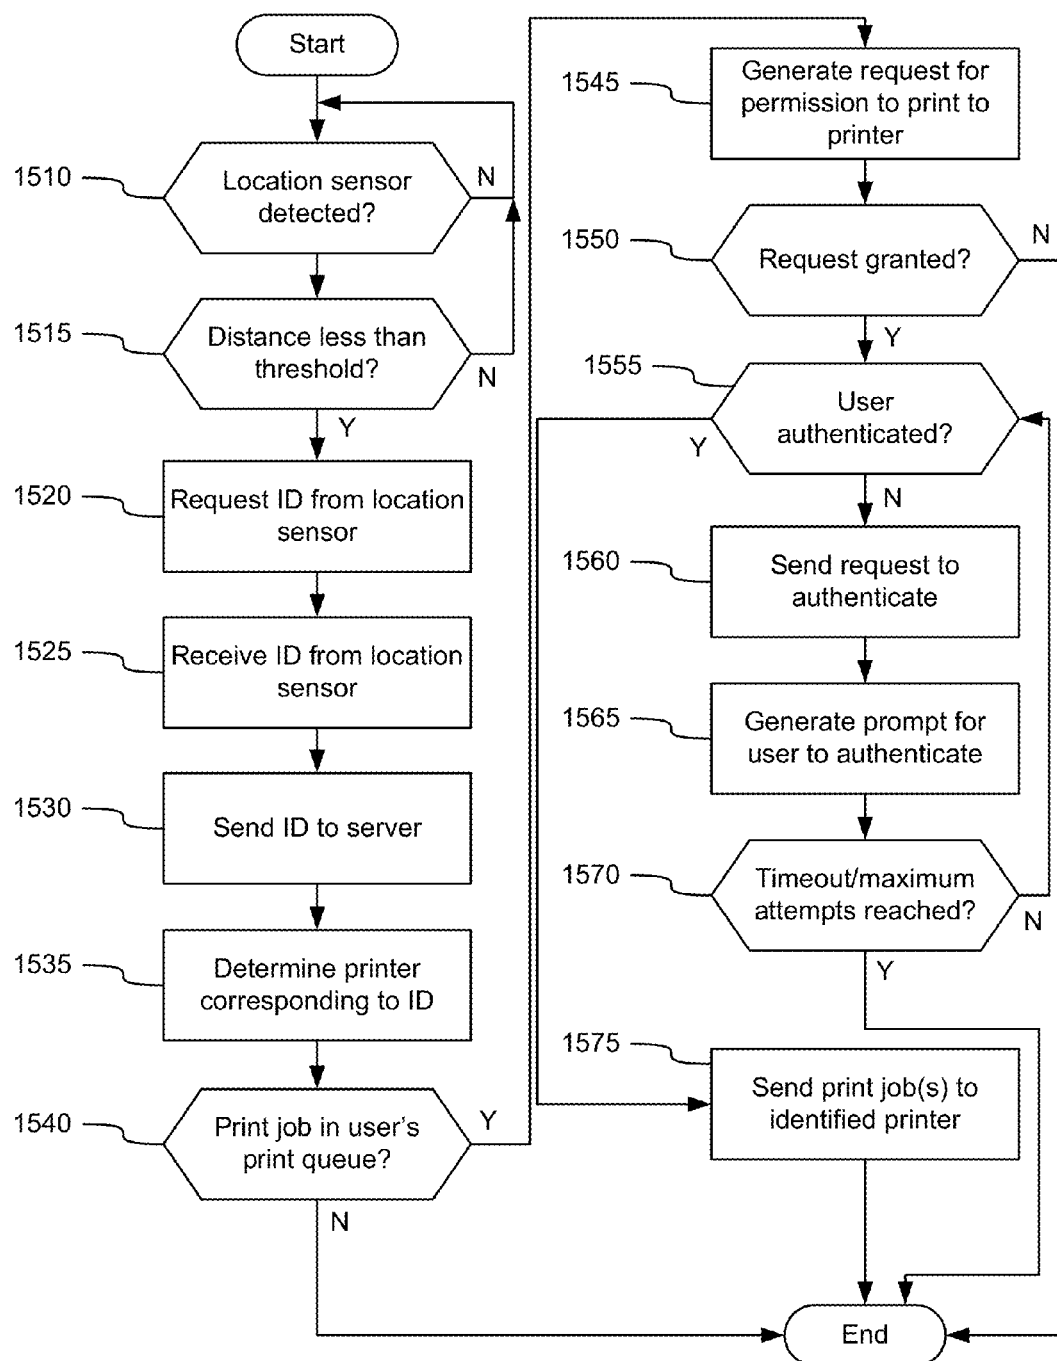 Start
1510
Location sensor
detected?
N
1515
Distance less than
threshold?
N
Y
1520
Request ID from location
sensor
1525
Receive ID from location
sensor
1530
Send ID to server
1535
Determine printer
corresponding to ID
1540
Print job in user's
print queue?
Y
N
1545
Generate request for
permission to print to
printer
1550
Request granted?
N
Y
1555
User
authenticated?
Y
N
1560
Send request to
authenticate
1565
Generate prompt for
user to authenticate
1570
Timeout/maximum
attempts reached?
N
Y
1575
Send print job(s) to
identified printer
End